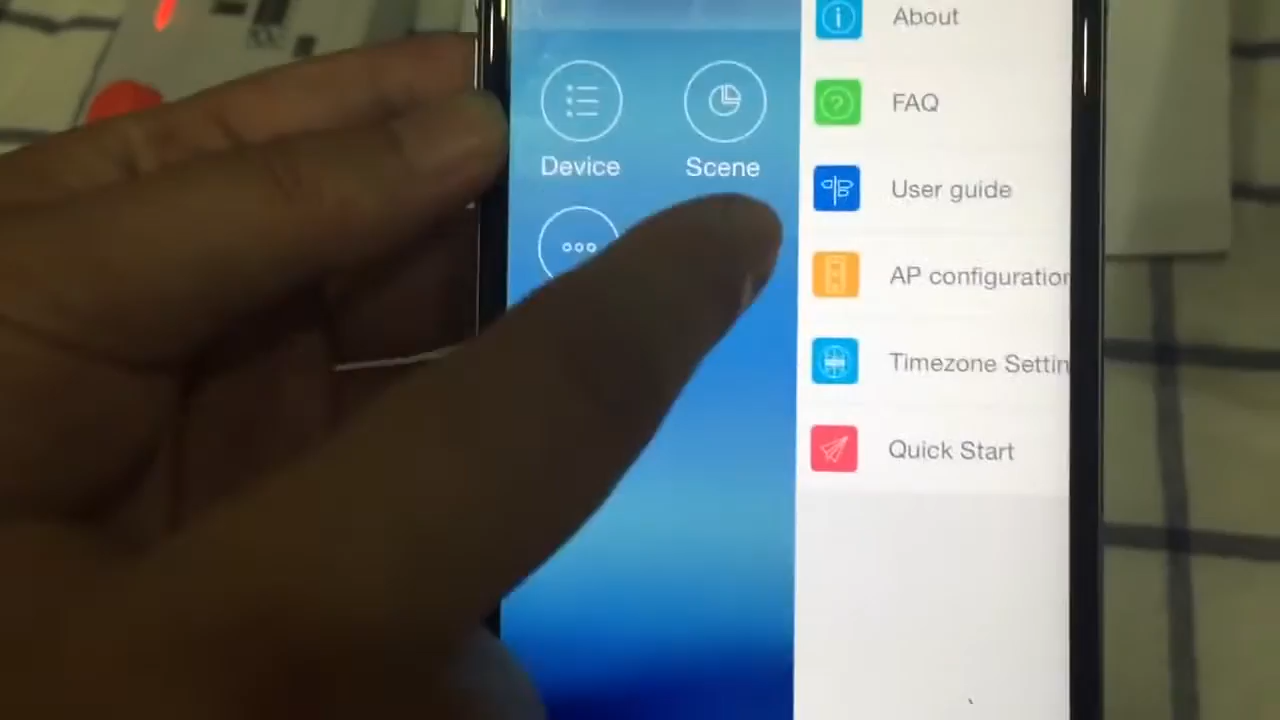 Device
Scene
About
FAQ
User guide
AP configuration
Timezone Settin
Quick Start